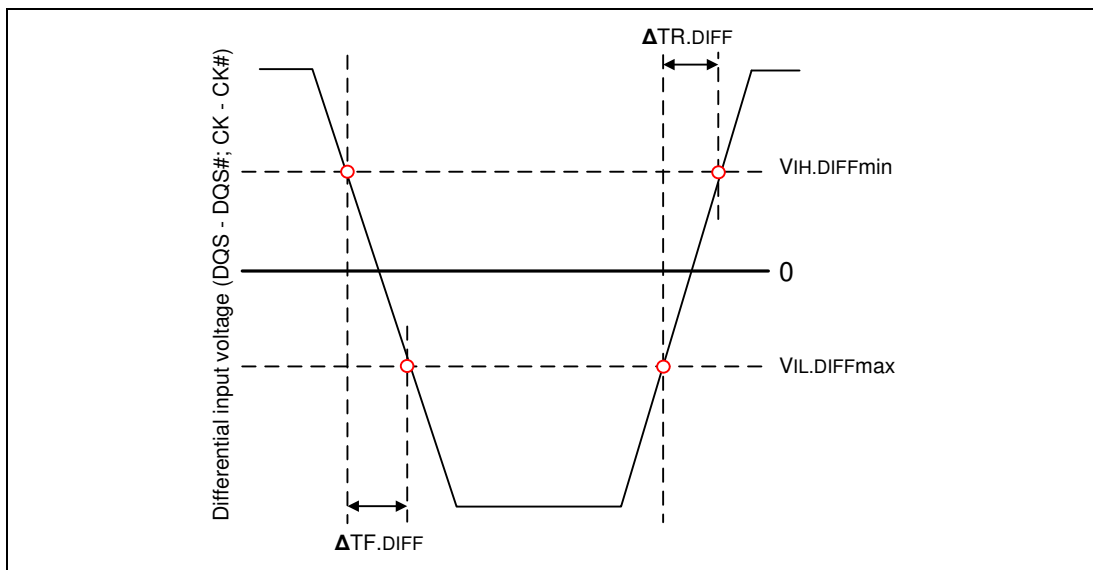 ΔTR.DIFF
Differential input voltage (DQS - DQS#; CK - CK#)
VIH.DIFFmin
0
VIL.DIFFmax
ΔTF.DIFF